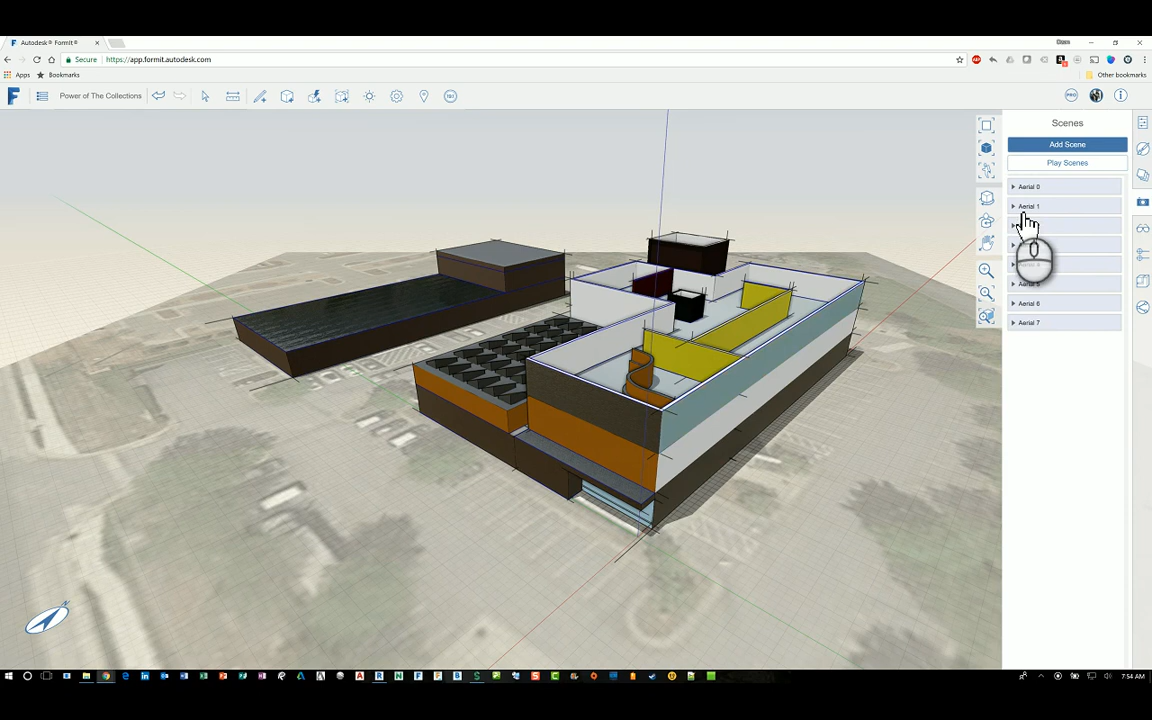 Autodesk® FormIt®
Secure https://app.formit.autodesk.com
Apps Bookmarks Other bookmarks
Power of The Collections
PRO
Scenes
Add Scene
Play Scenes
Aerial 0
Aerial 1
Aerial 6
Aerial 7
N
7:54 AM